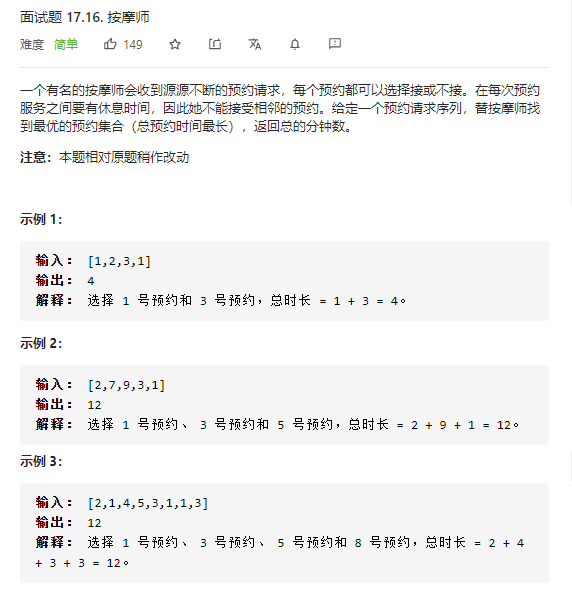 面试题 17.16. 按摩师
难度 简单 149
一个有名的按摩师会收到源源不断的预约请求，每个预约都可以选择接或不接。在每次预约
服务之间要有休息时间，因此她不能接受相邻的预约。给定一个预约请求序列，替按摩师找
到最优的预约集合（总预约时间最长），返回总的分钟数。
注意：本题相对原题稍作改动
示例 1：
输入： [1,2,3,1]
输出： 4
解释： 选择 1 号预约和 3 号预约，总时长 = 1 + 3 = 4。
示例 2：
输入： [2,7,9,3,1]
输出： 12
解释： 选择 1 号预约、 3 号预约和 5 号预约，总时长 = 2 + 9 + 1 = 12。
示例 3：
输入： [2,1,4,5,3,1,1,3]
输出： 12
解释： 选择 1 号预约、 3 号预约、 5 号预约和 8 号预约，总时长 = 2 + 4
+ 3 + 3 = 12。